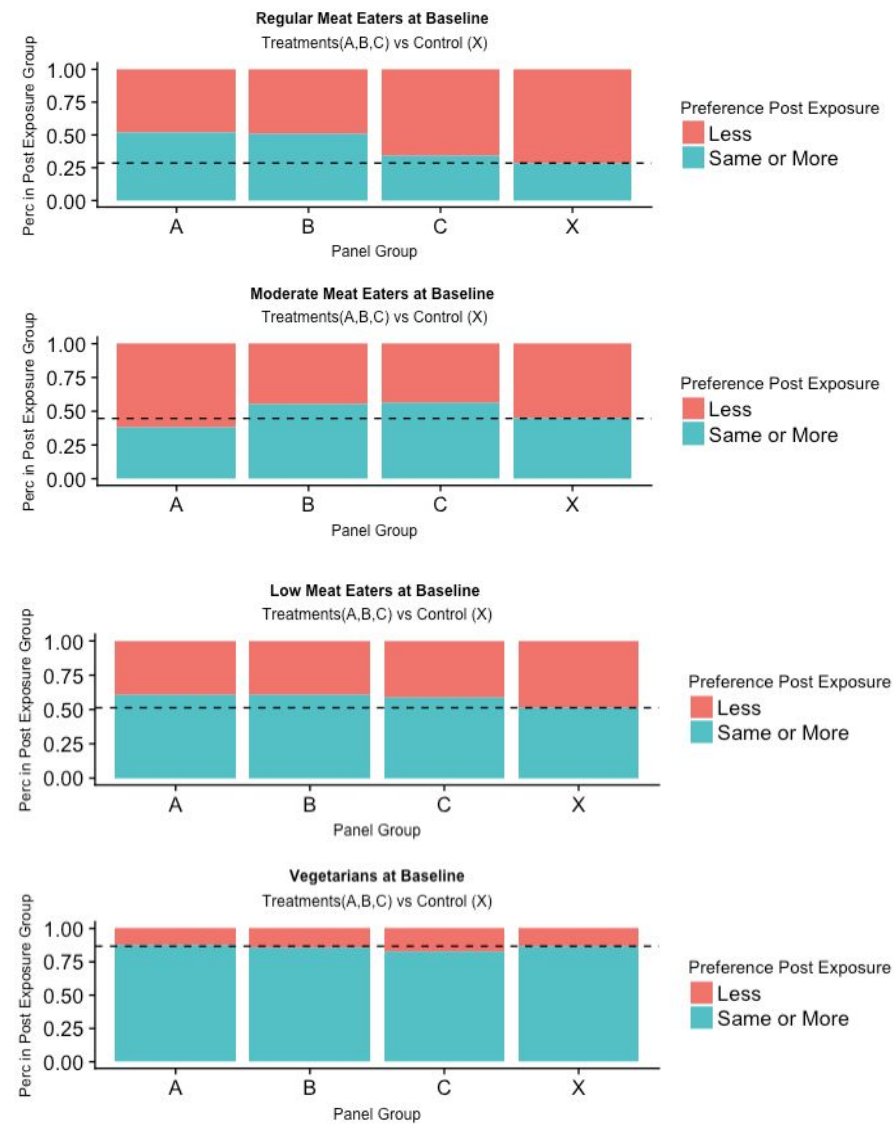 Regular Meat Eaters at Baseline
Treatments(A,B,C) vs Control (X)
Perc in Post Exposure Group
1.00
0.75
0.50
0.25
0.00
A B C X
Panel Group
Preference Post Exposure
Less
Same or More
Moderate Meat Eaters at Baseline
Treatments(A,B,C) vs Control (X)
Perc in Post Exposure Group
1.00
0.75
0.50
0.25
0.00
A B C X
Panel Group
Preference Post Exposure
Less
Same or More
Low Meat Eaters at Baseline
Treatments(A,B,C) vs Control (X)
Perc in Post Exposure Group
1.00
0.75
0.50
0.25
0.00
A B C X
Panel Group
Preference Post Exposure
Less
Same or More
Vegetarians at Baseline
Treatments(A,B,C) vs Control (X)
Perc in Post Exposure Group
1.00
0.75
0.50
0.25
0.00
A B C X
Panel Group
Preference Post Exposure
Less
Same or More